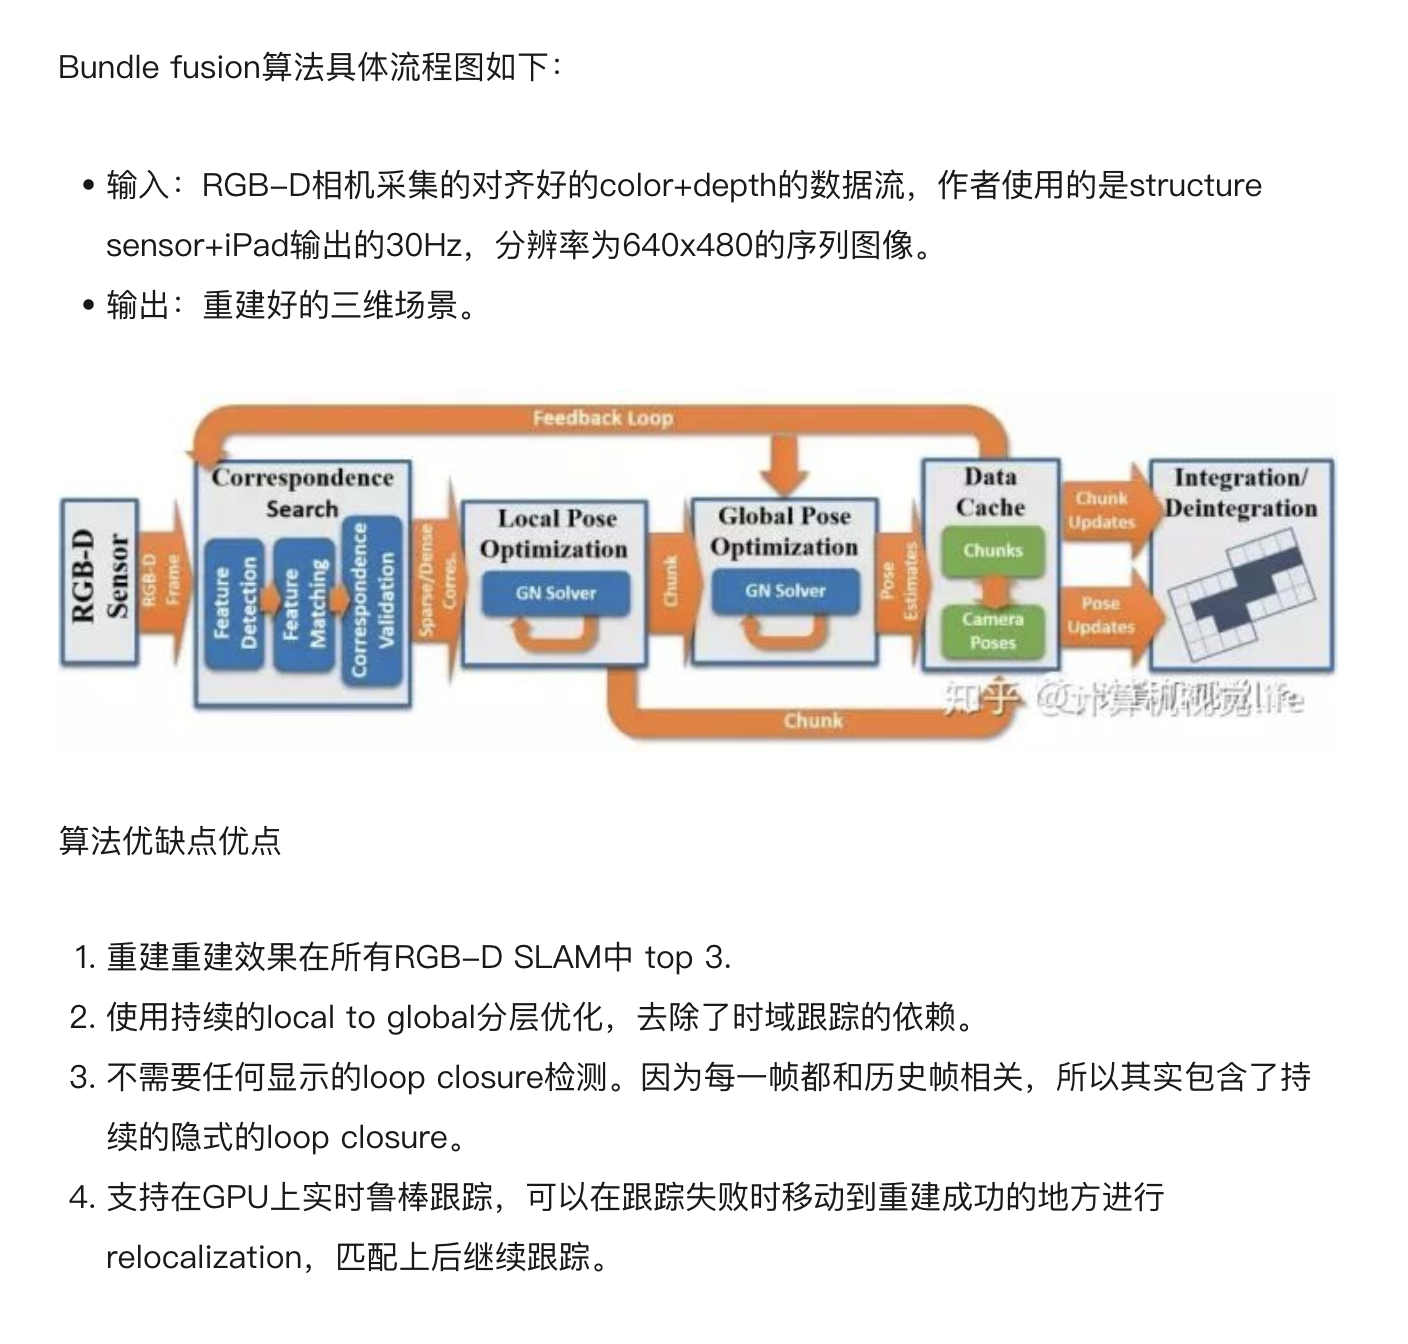 Bundle fusion算法具体流程图如下：
• 输入：RGB-D相机采集的对齐好的color+depth的数据流，作者使用的是structure
sensor+iPad输出的30Hz，分辨率为640x480的序列图像。
• 输出：重建好的三维场景。
Feedback Loop
RGB-D
Sensor
RGB-D
Frame
Correspondence
Search
Feature
Detection
Feature
Matching
Correspondence
Validation
Sparse/Dense
Corres.
Local Pose
Optimization
GN Solver
Chunk
Global Pose
Optimization
GN Solver
Pose
Estimates
Data
Cache
Chunks
Camera
Poses
Chunk
Updates
Pose
Updates
Integration/
Deintegration
Chunk
知乎 @计算机视觉life
算法优缺点优点
1. 重建重建效果在所有RGB-D SLAM中 top 3.
2. 使用持续的local to global分层优化，去除了时域跟踪的依赖。
3. 不需要任何显示的loop closure检测。因为每一帧都和历史帧相关，所以其实包含了持
续的隐式的loop closure。
4. 支持在GPU上实时鲁棒跟踪，可以在跟踪失败时移动到重建成功的地方进行
relocalization，匹配上后继续跟踪。